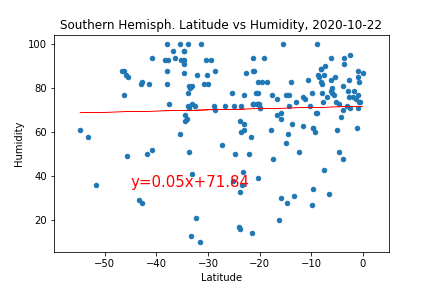 Southern Hemisph. Latitude vs Humidity, 2020-10-22
100
80
60
40
20
Humidity
y=0.05x+71.84
−50
−40
−30
−20
−10
0
Latitude